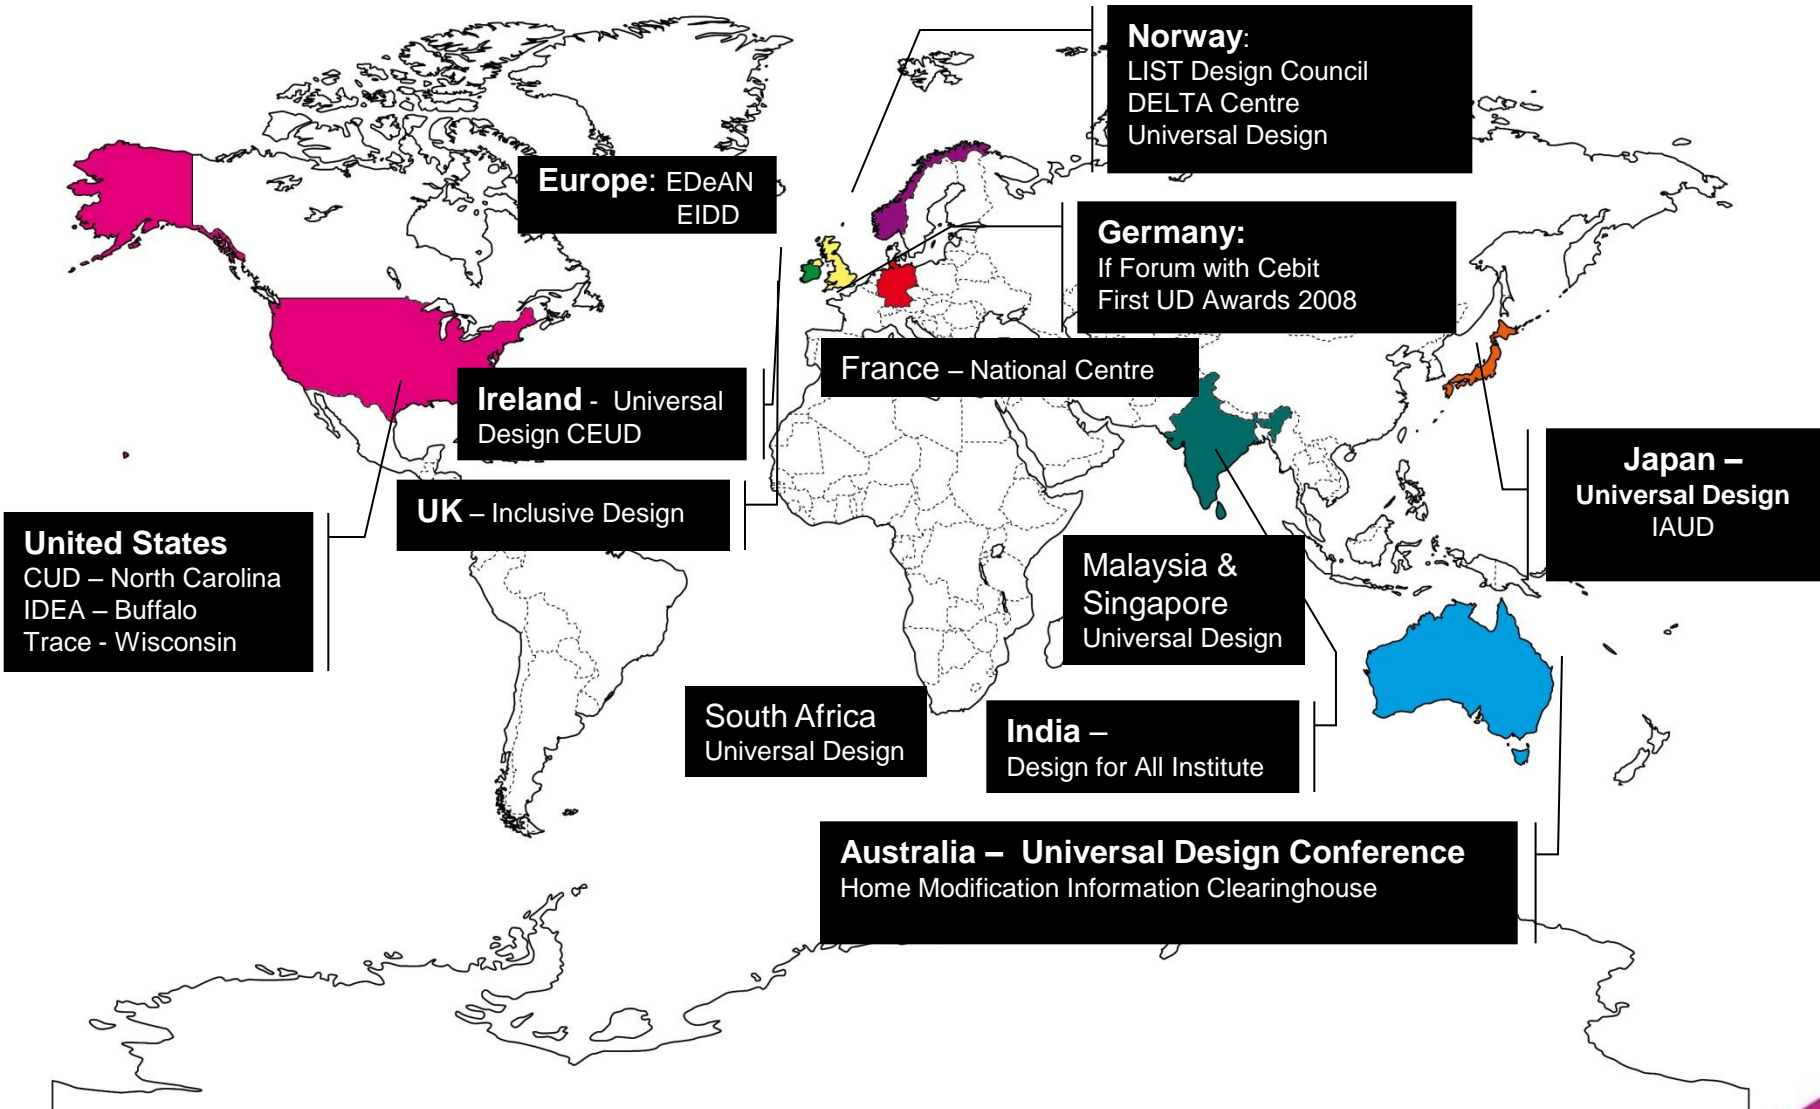 Norway:
LIST Design Council
DELTA Centre
Universal Design
Europe: EDeAN
EIDD
Germany:
If Forum with Cebit
First UD Awards 2008
France – National Centre
Ireland - Universal
Design CEUD
UK – Inclusive Design
United States
CUD – North Carolina
IDEA – Buffalo
Trace - Wisconsin
Japan –
Universal Design
IAUD
Malaysia &
Singapore
Universal Design
South Africa
Universal Design
India –
Design for All Institute
Australia – Universal Design Conference
Home Modification Information Clearinghouse